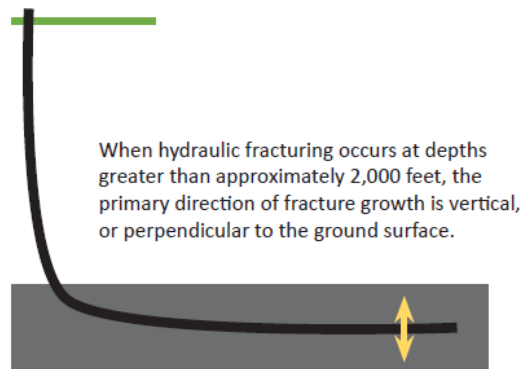 When hydraulic fracturing occurs at depths
greater than approximately 2,000 feet, the
primary direction of fracture growth is vertical,
or perpendicular to the ground surface.